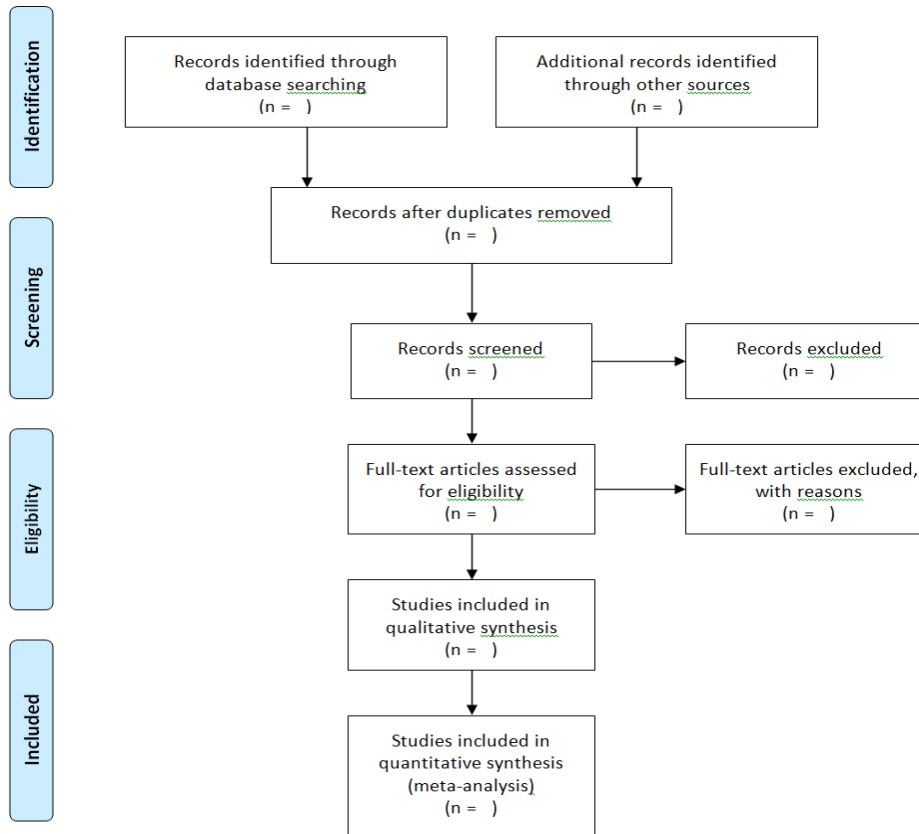 Identification
Records identified through
database searching
(n =   )
Additional records identified
through other sources
(n =   )
Records after duplicates removed
(n =   )
Screening
Records screened
(n =   )
Records excluded
(n =   )
Eligibility
Full-text articles assessed
for eligibility
(n =   )
Full-text articles excluded,
with reasons
(n =   )
Studies included in
qualitative synthesis
(n =   )
Included
Studies included in
quantitative synthesis
(meta-analysis)
(n =   )